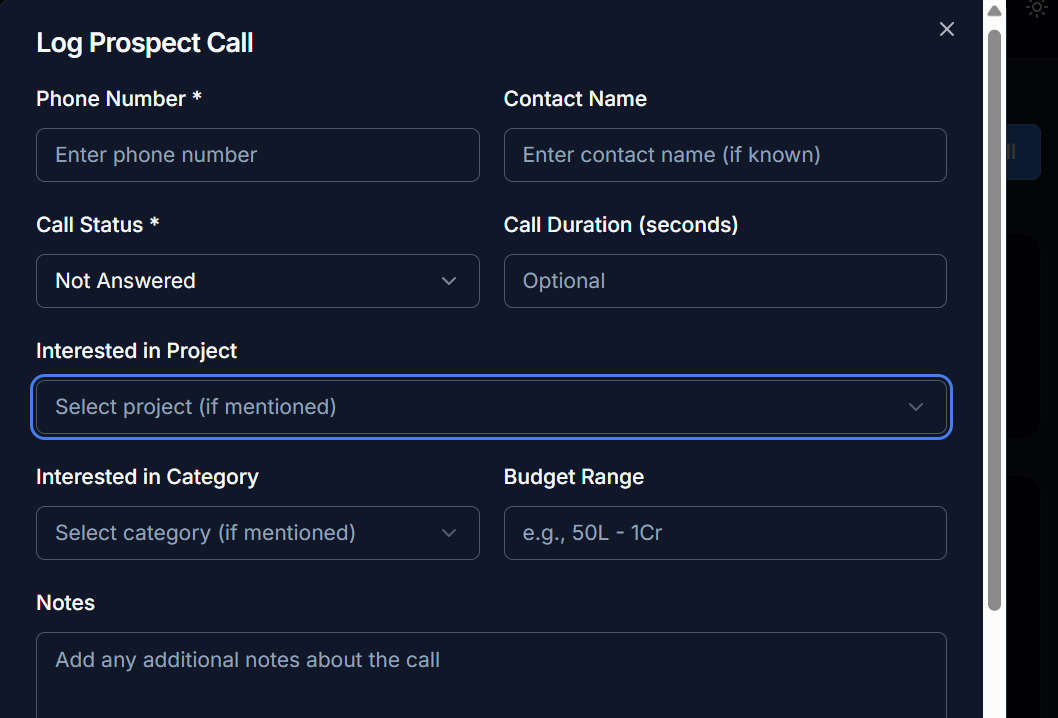 Log Prospect Call
Phone Number *
Contact Name
Enter phone number
Enter contact name (if known)
Call Status *
Call Duration (seconds)
Not Answered
Optional
Interested in Project
Select project (if mentioned)
Interested in Category
Budget Range
Select category (if mentioned)
e.g., 50L - 1Cr
Notes
Add any additional notes about the call